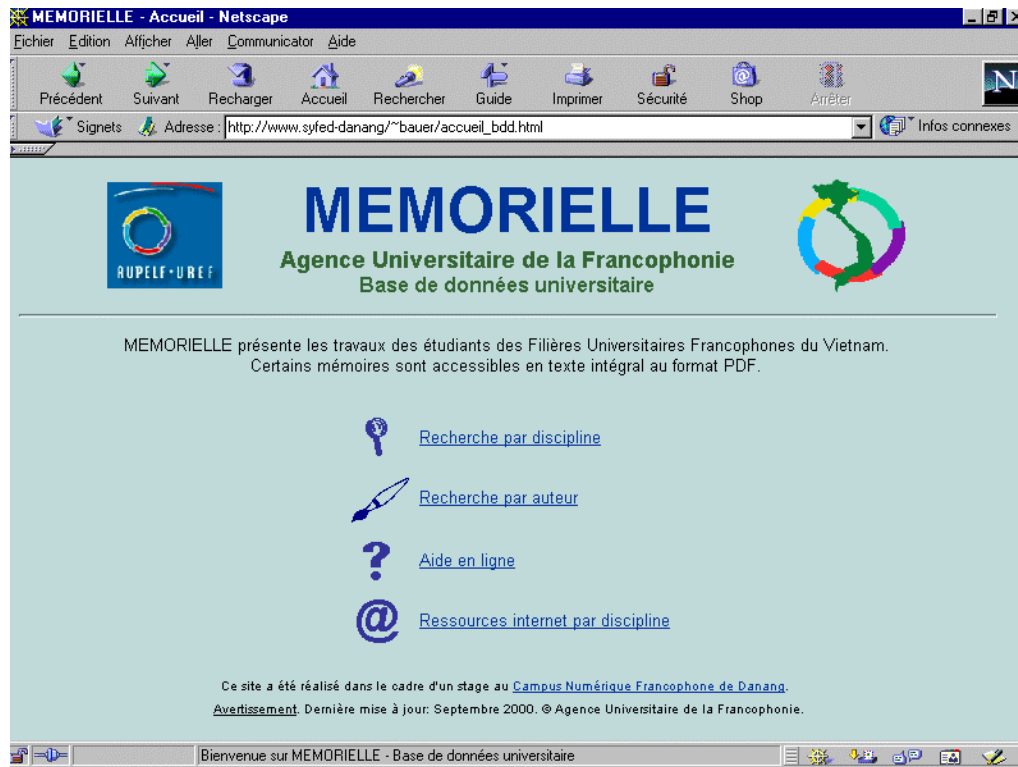 MEMORIELLE - Accueil - Netscape
Fichier Edition Afficher Aller Communicator Aide
Précédent Suivant Recharger Accueil Rechercher Guide Imprimer Sécurité Shop Arrêter
N
Signets Adresse : http://www.syfed-danang/~bauer/accueil_bdd.html Infos connexes
MEMORIELLE
AUPELF·UREF
Agence Universitaire de la Francophonie
Base de données universitaire
MEMORIELLE présente les travaux des étudiants des Filières Universitaires Francophones du Vietnam.
Certains mémoires sont accessibles en texte intégral au format PDF.
Recherche par discipline
Recherche par auteur
? Aide en ligne
@ Ressources internet par discipline
Ce site a été réalisé dans le cadre d'un stage au Campus Numérique Francophone de Danang.
Avertissement. Dernière mise à jour: Septembre 2000. © Agence Universitaire de la Francophonie.
Bienvenue sur MEMORIELLE - Base de données universitaire